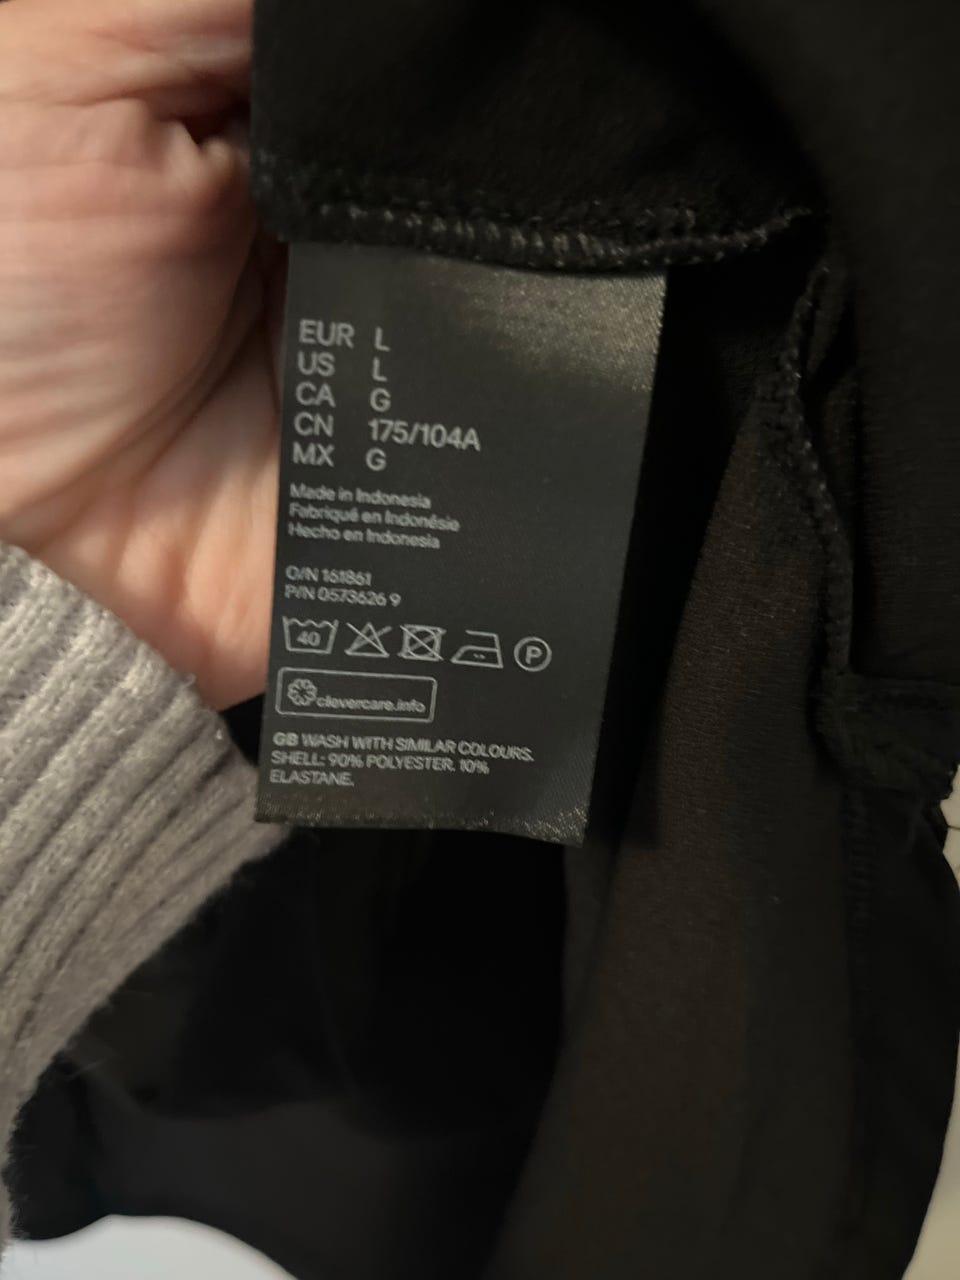 EUR L
US L
CA G
CN 175/104A
MX G
Made in Indonesia
Fabriqué en Indonésie
Hecho en Indonesia
O/N 161861
P/N 0573626 9
40 P
clevercare.info
GB WASH WITH SIMILAR COLOURS.
SHELL: 90% POLYESTER. 10%
ELASTANE.